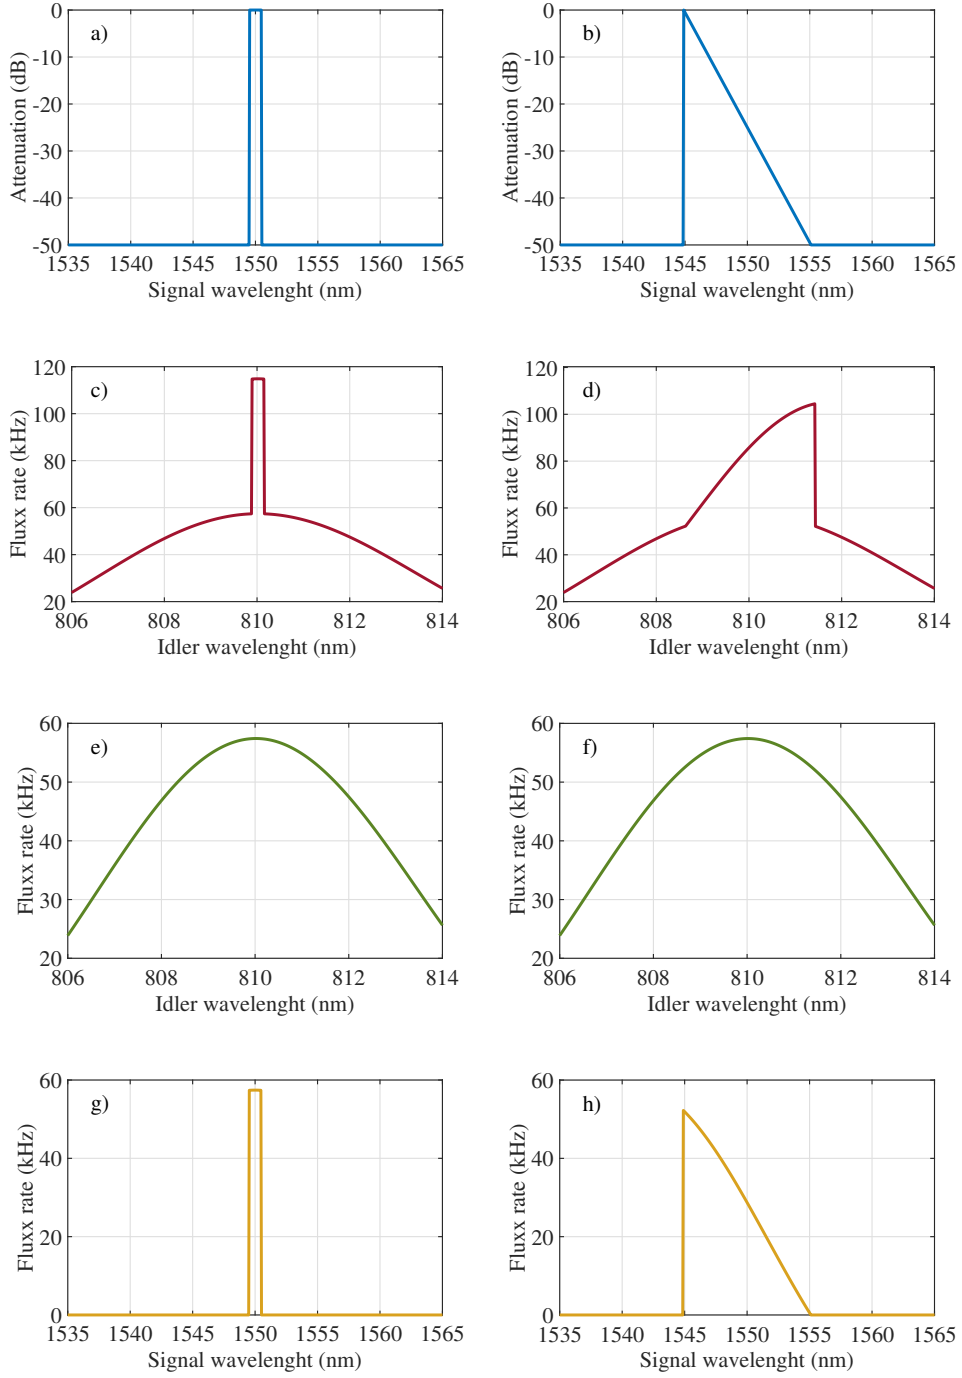 a)
Attenuation (dB)
0
-10
-20
-30
-40
-50
1535 1540 1545 1550 1555 1560 1565
Signal wavelenght (nm)
b)
Attenuation (dB)
0
-10
-20
-30
-40
-50
1535 1540 1545 1550 1555 1560 1565
Signal wavelenght (nm)
c)
Fluxx rate (kHz)
120
100
80
60
40
20
806 808 810 812 814
Idler wavelenght (nm)
d)
Fluxx rate (kHz)
120
100
80
60
40
20
806 808 810 812 814
Idler wavelenght (nm)
e)
Fluxx rate (kHz)
60
50
40
30
20
806 808 810 812 814
Idler wavelenght (nm)
f)
Fluxx rate (kHz)
60
50
40
30
20
806 808 810 812 814
Idler wavelenght (nm)
g)
Fluxx rate (kHz)
60
40
20
0
1535 1540 1545 1550 1555 1560 1565
Signal wavelenght (nm)
h)
Fluxx rate (kHz)
60
40
20
0
1535 1540 1545 1550 1555 1560 1565
Signal wavelenght (nm)